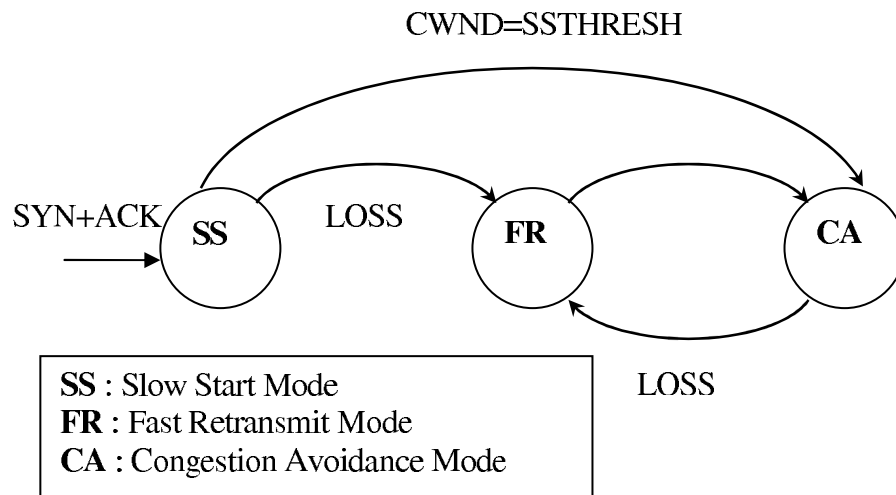 CWND=SSTHRESH
SYN+ACK
SS
LOSS
FR
CA
LOSS
SS : Slow Start Mode
FR : Fast Retransmit Mode
CA : Congestion Avoidance Mode